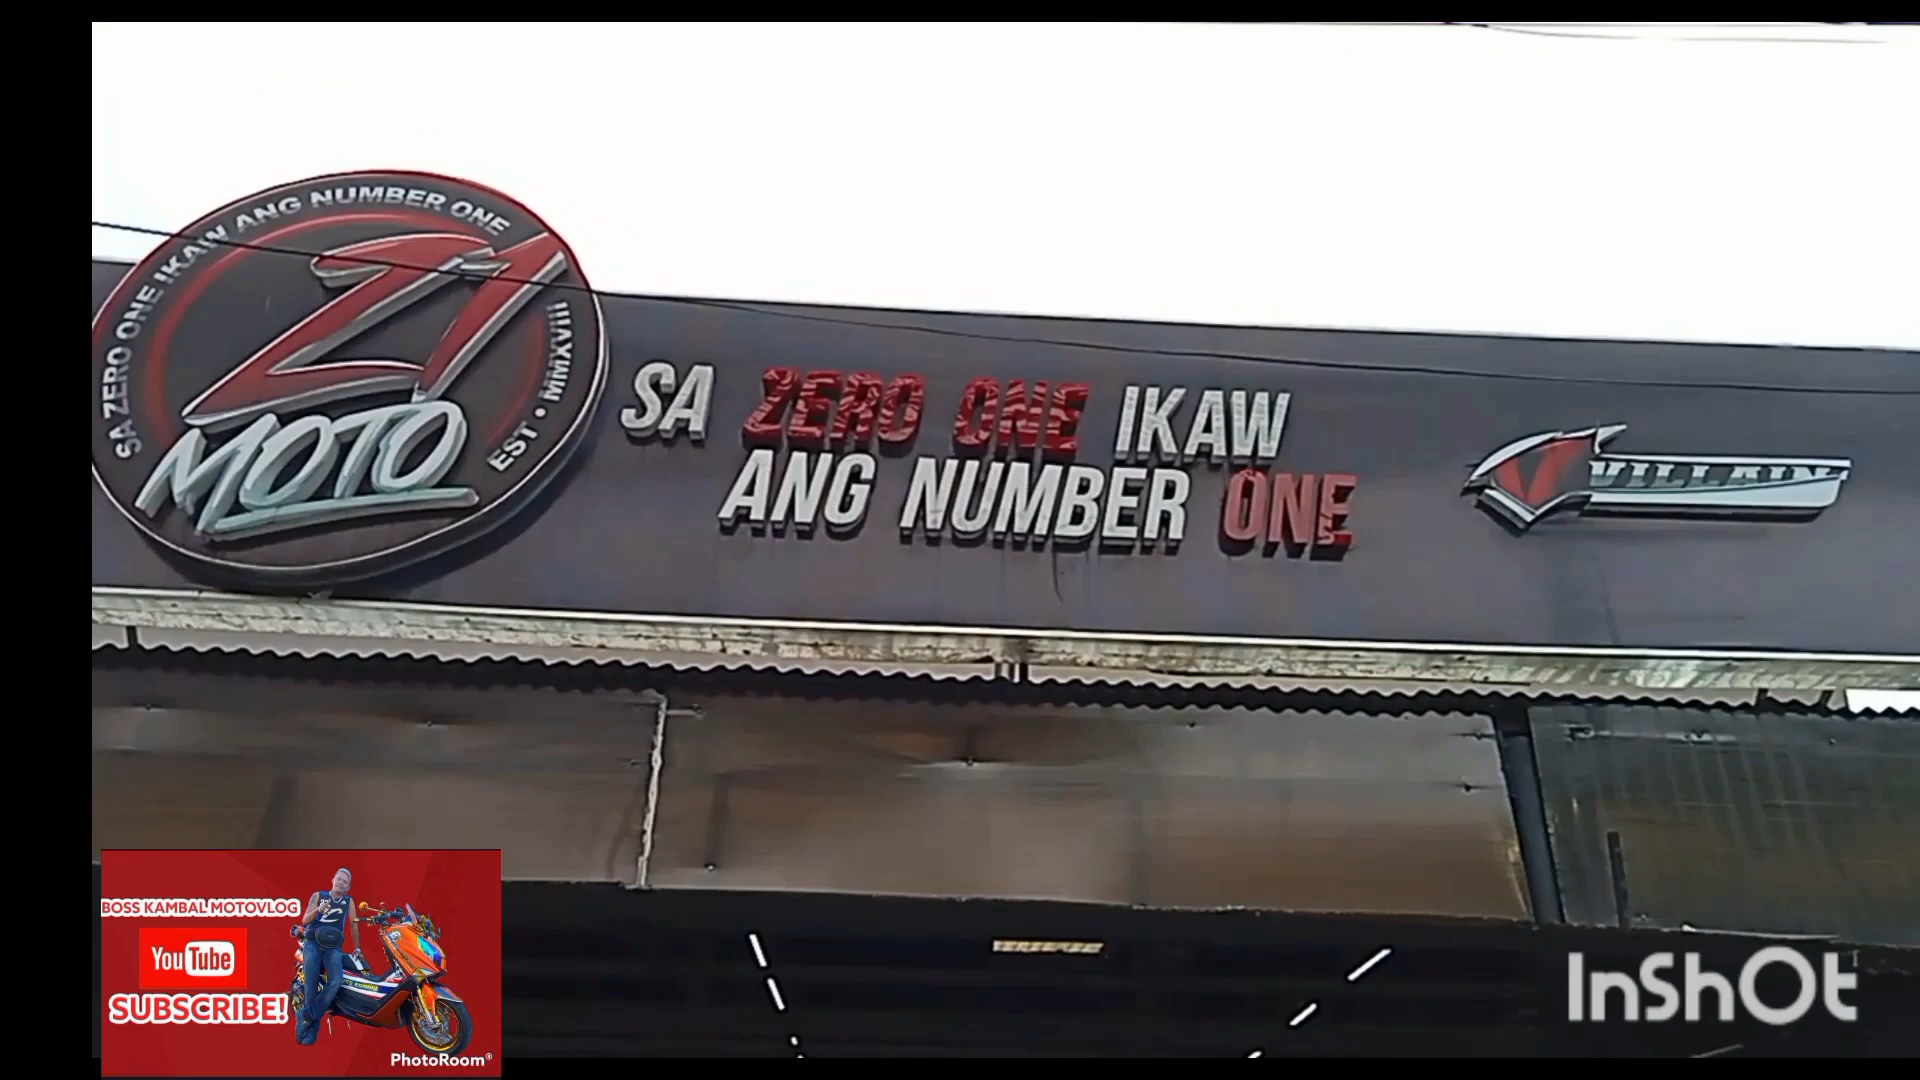 SA ZERO ONE IKAW ANG NUMBER ONE
Z1
MOTO
EST • MMXVIII
SA ZERO ONE IKAW
ANG NUMBER ONE
V VILLAIN
BOSS KAMBAL MOTOVLOG
YouTube
SUBSCRIBE!
PhotoRoom®
InShOt